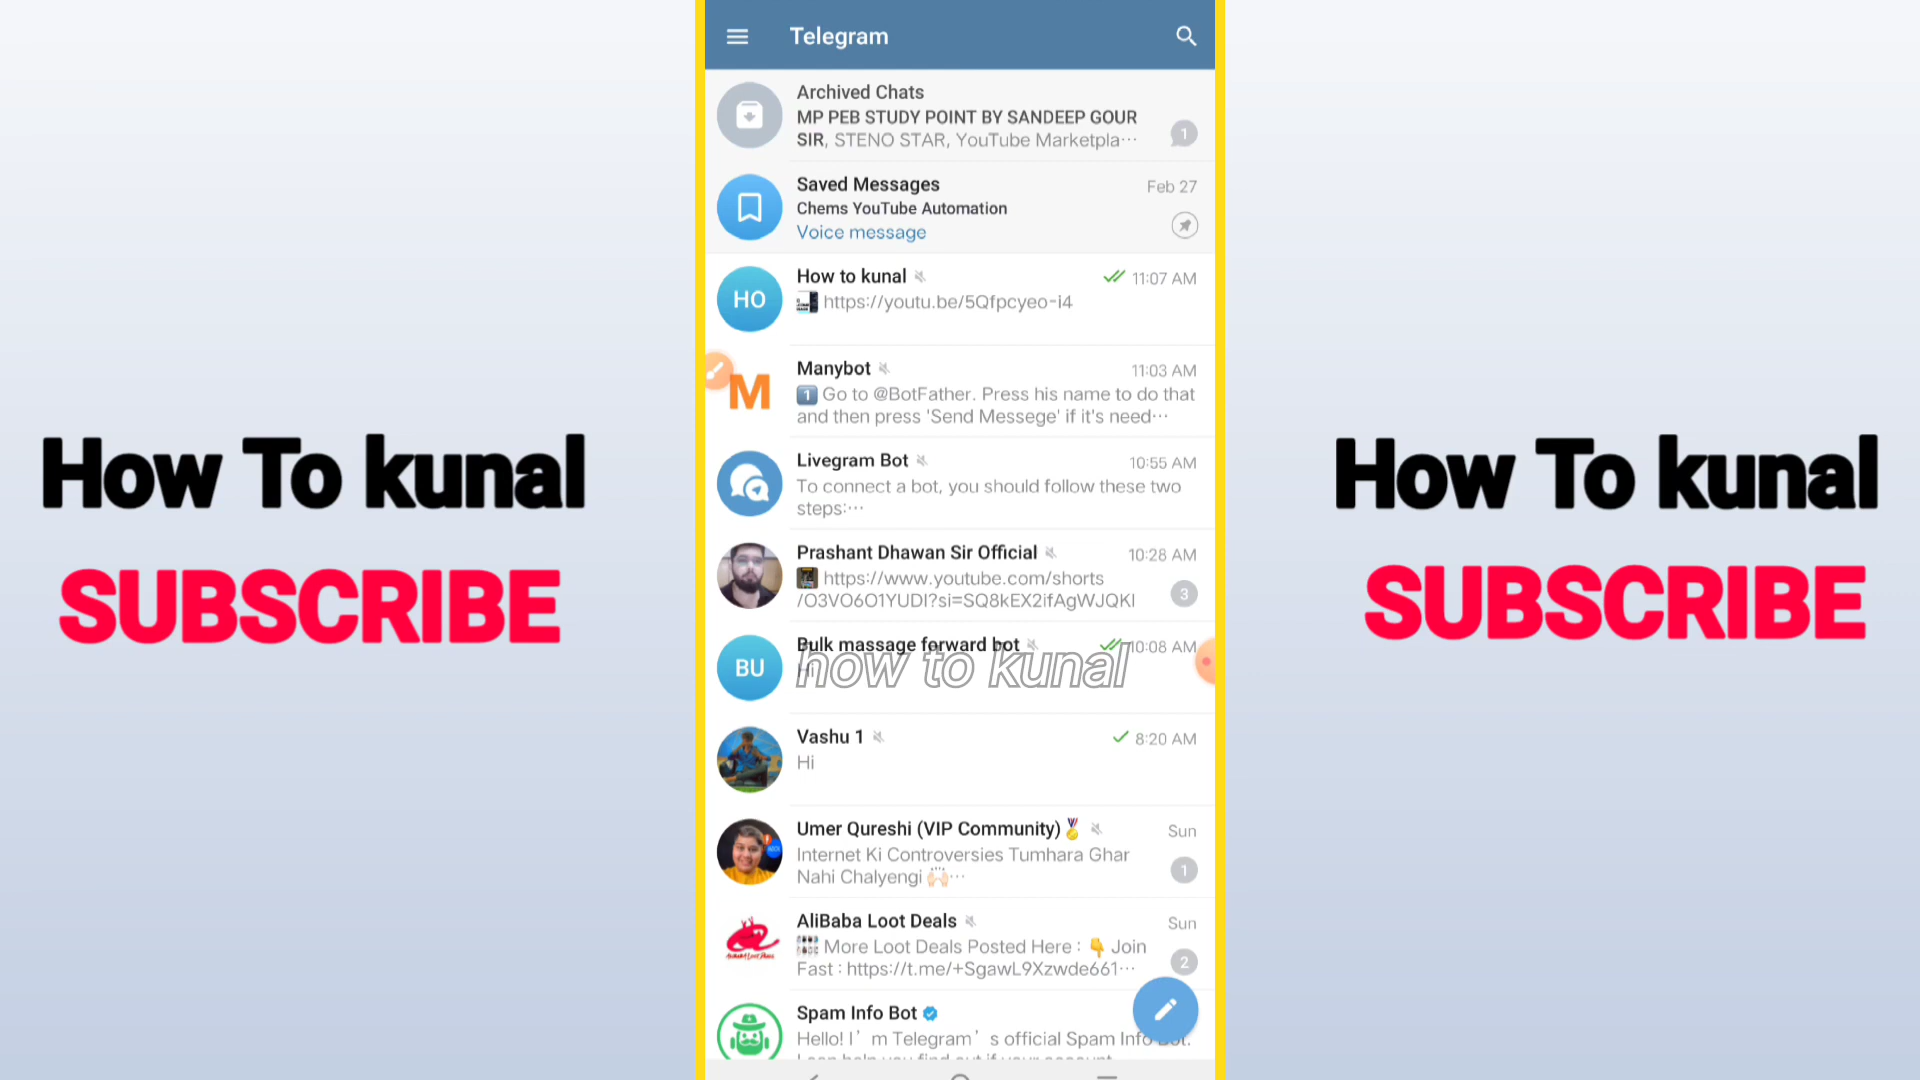 Telegram
Archived Chats
MP PEB STUDY POINT BY SANDEEP GOUR
SIR, STENO STAR, YouTube Marketpla⋯
1
Saved Messages
Feb 27
Chems YouTube Automation
Voice message
HO
How to kunal
11:07 AM
https://youtu.be/5Qfpcyeo-i4
M
Manybot
11:03 AM
1️⃣ Go to @BotFather. Press his name to do that
and then press 'Send Messege' if it's need⋯
Livegram Bot
10:55 AM
To connect a bot, you should follow these two
steps:⋯
Prashant Dhawan Sir Official
10:28 AM
https://www.youtube.com/shorts
/O3VO6O1YUDI?si=SQ8kEX2ifAgWJQKI
3
BU
Bulk massage forward bot
10:08 AM
Hi
how to kunal
Vashu 1
8:20 AM
Hi
Umer Qureshi (VIP Community)🏅
Sun
Internet Ki Controversies Tumhara Ghar
Nahi Chalyengi 🙌🏻⋯
1
AliBaba Loot Deals
Sun
More Loot Deals Posted Here : 👇 Join
Fast : https://t.me/+SgawL9Xzwde661⋯
2
Spam Info Bot
Hello! I’m Telegram’s official Spam Info Bot.
How To kunal
SUBSCRIBE
How To kunal
SUBSCRIBE